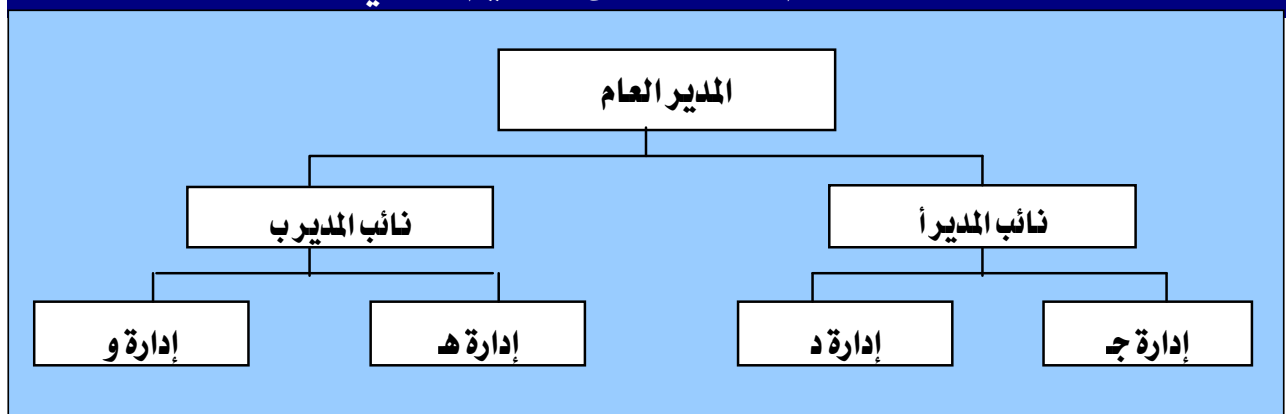 المدير العام
نائب المدير أ
نائب المدير ب
إدارة جـ
إدارة د
إدارة هـ
إدارة و